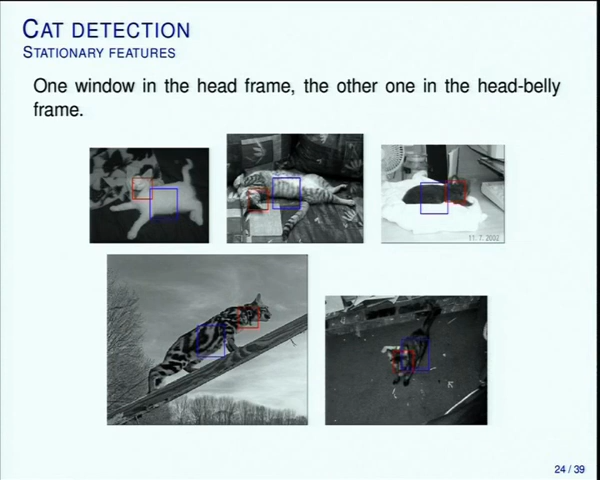 CAT DETECTION
STATIONARY FEATURES
One window in the head frame, the other one in the head-belly
frame.
11. 7. 2002
24 / 39